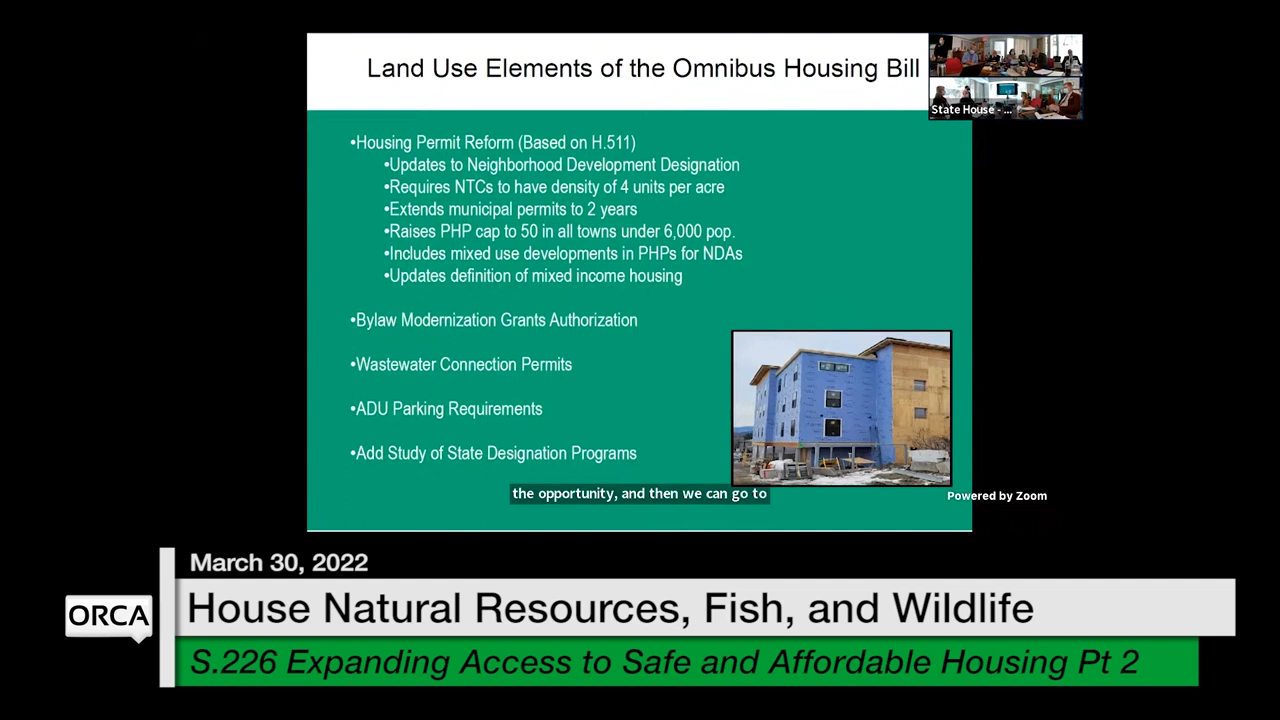 Land Use Elements of the Omnibus Housing Bill
State House - ...
•Housing Permit Reform (Based on H.511)
•Updates to Neighborhood Development Designation
•Requires NTCs to have density of 4 units per acre
•Extends municipal permits to 2 years
•Raises PHP cap to 50 in all towns under 6,000 pop.
•Includes mixed use developments in PHPs for NDAs
•Updates definition of mixed income housing
•Bylaw Modernization Grants Authorization
•Wastewater Connection Permits
•ADU Parking Requirements
•Add Study of State Designation Programs
the opportunity, and then we can go to
Powered by Zoom
March 30, 2022
ORCA
House Natural Resources, Fish, and Wildlife
S.226 Expanding Access to Safe and Affordable Housing Pt 2